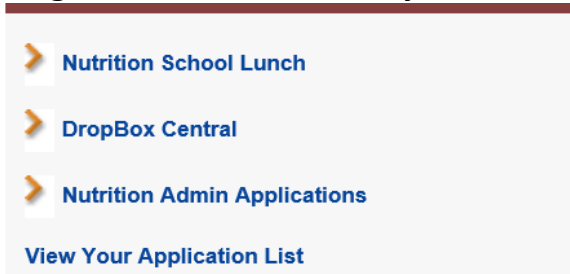 Nutrition School Lunch
DropBox Central
Nutrition Admin Applications
View Your Application List